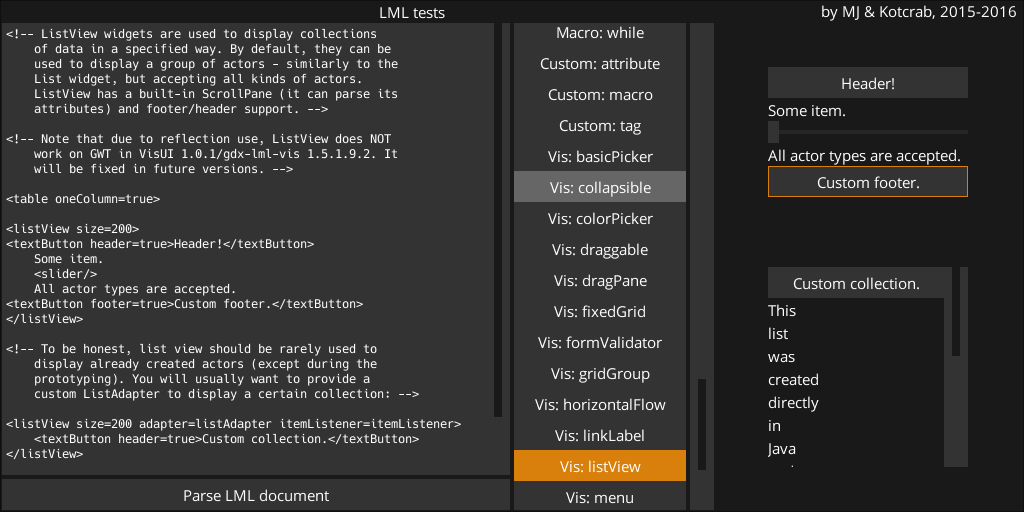 LML tests
by MJ & Kotcrab, 2015-2016
<!-- ListView widgets are used to display collections
of data in a specified way. By default, they can be
used to display a group of actors - similarly to the
List widget, but accepting all kinds of actors.
ListView has a built-in ScrollPane (it can parse its
attributes) and footer/header support. -->
<!-- Note that due to reflection use, ListView does NOT
work on GWT in VisUI 1.0.1/gdx-lml-vis 1.5.1.9.2. It
will be fixed in future versions. -->
<table oneColumn=true>
<listView size=200>
<textButton header=true>Header!</textButton>
Some item.
<slider/>
All actor types are accepted.
<textButton footer=true>Custom footer.</textButton>
</listView>
<!-- To be honest, list view should be rarely used to
display already created actors (except during the
prototyping). You will usually want to provide a
custom ListAdapter to display a certain collection: -->
<listView size=200 adapter=listAdapter itemListener=itemListener>
<textButton header=true>Custom collection.</textButton>
</listView>
Parse LML document
Macro: while
Custom: attribute
Custom: macro
Custom: tag
Vis: basicPicker
Vis: collapsible
Vis: colorPicker
Vis: draggable
Vis: dragPane
Vis: fixedGrid
Vis: formValidator
Vis: gridGroup
Vis: horizontalFlow
Vis: linkLabel
Vis: listView
Vis: menu
Header!
Some item.
All actor types are accepted.
Custom footer.
Custom collection.
This
list
was
created
directly
in
Java